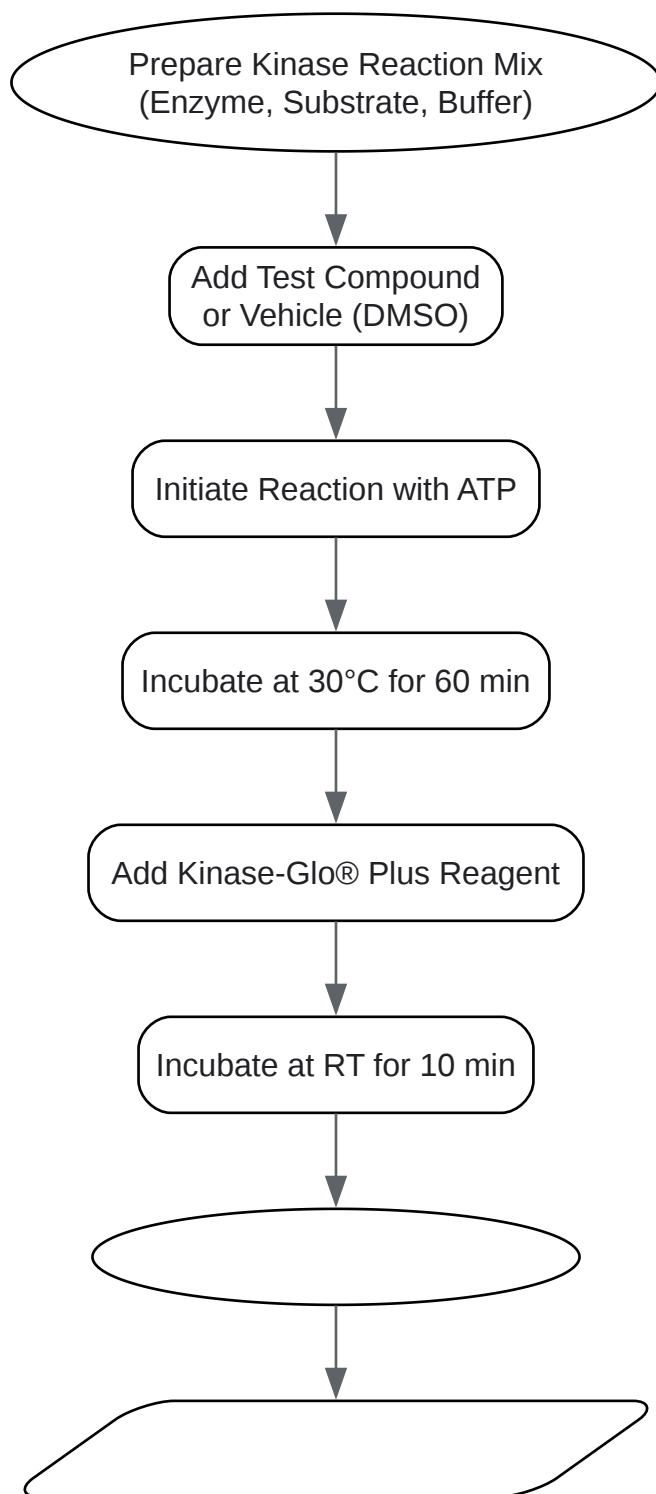 Prepare Kinase Reaction Mix
(Enzyme, Substrate, Buffer)
Add Test Compound
or Vehicle (DMSO)
Initiate Reaction with ATP
Incubate at 30°C for 60 min
Add Kinase-Glo® Plus Reagent
Incubate at RT for 10 min